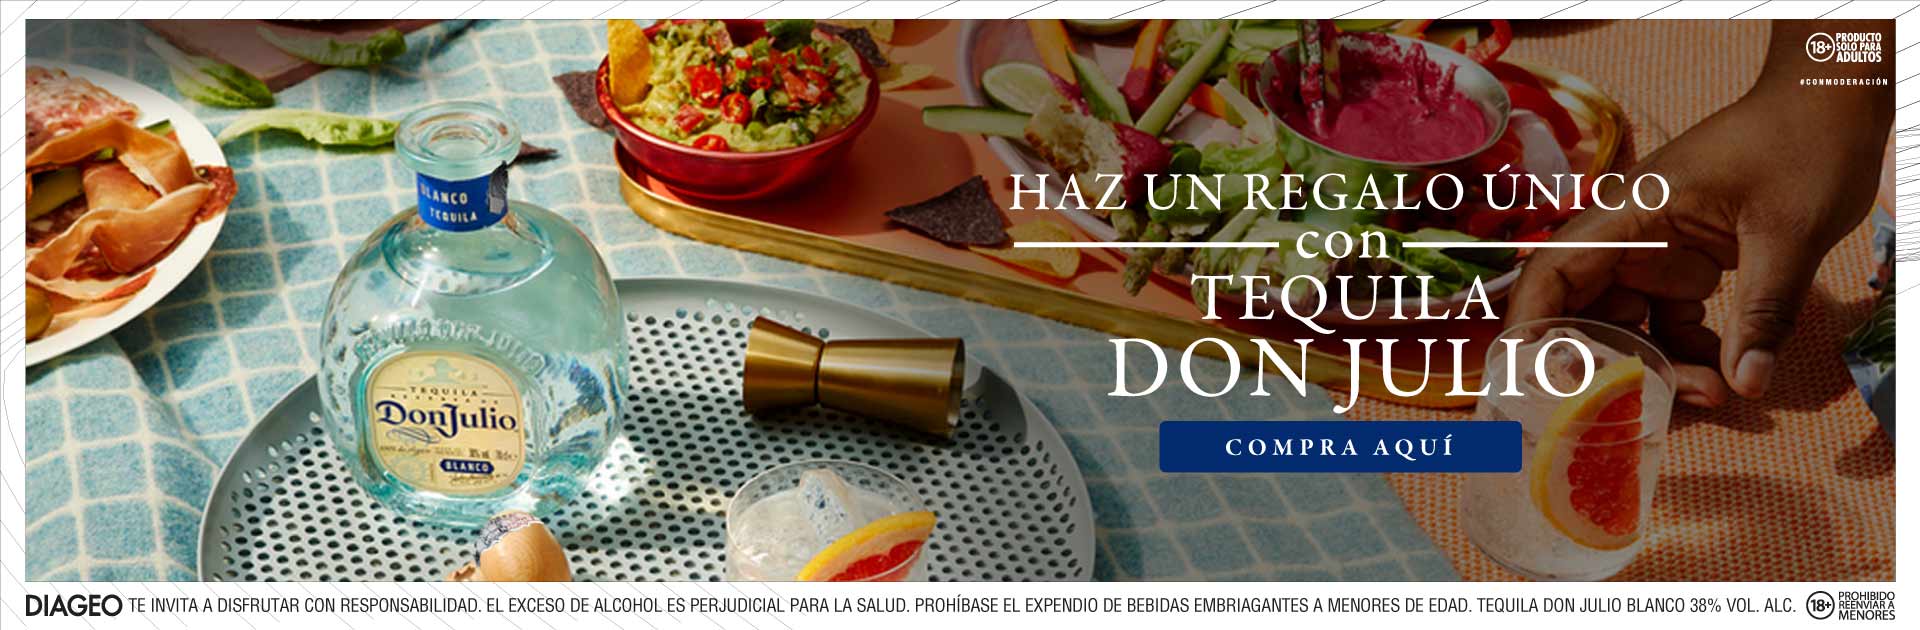 18+ PRODUCTO
SOLO PARA
ADULTOS
#CONMODERACIÓN
BLANCO
TEQUILA
HAZ UN REGALO ÚNICO
con
TEQUILA
DON JULIO
COMPRA AQUÍ
TEQUILA
RESERVA DE
Don Julio
BLANCO
DIAGEO TE INVITA A DISFRUTAR CON RESPONSABILIDAD. EL EXCESO DE ALCOHOL ES PERJUDICIAL PARA LA SALUD. PROHÍBASE EL EXPENDIO DE BEBIDAS EMBRIAGANTES A MENORES DE EDAD. TEQUILA DON JULIO BLANCO 38% VOL. ALC.
18+ PROHIBIDO
REENVIAR A
MENORES